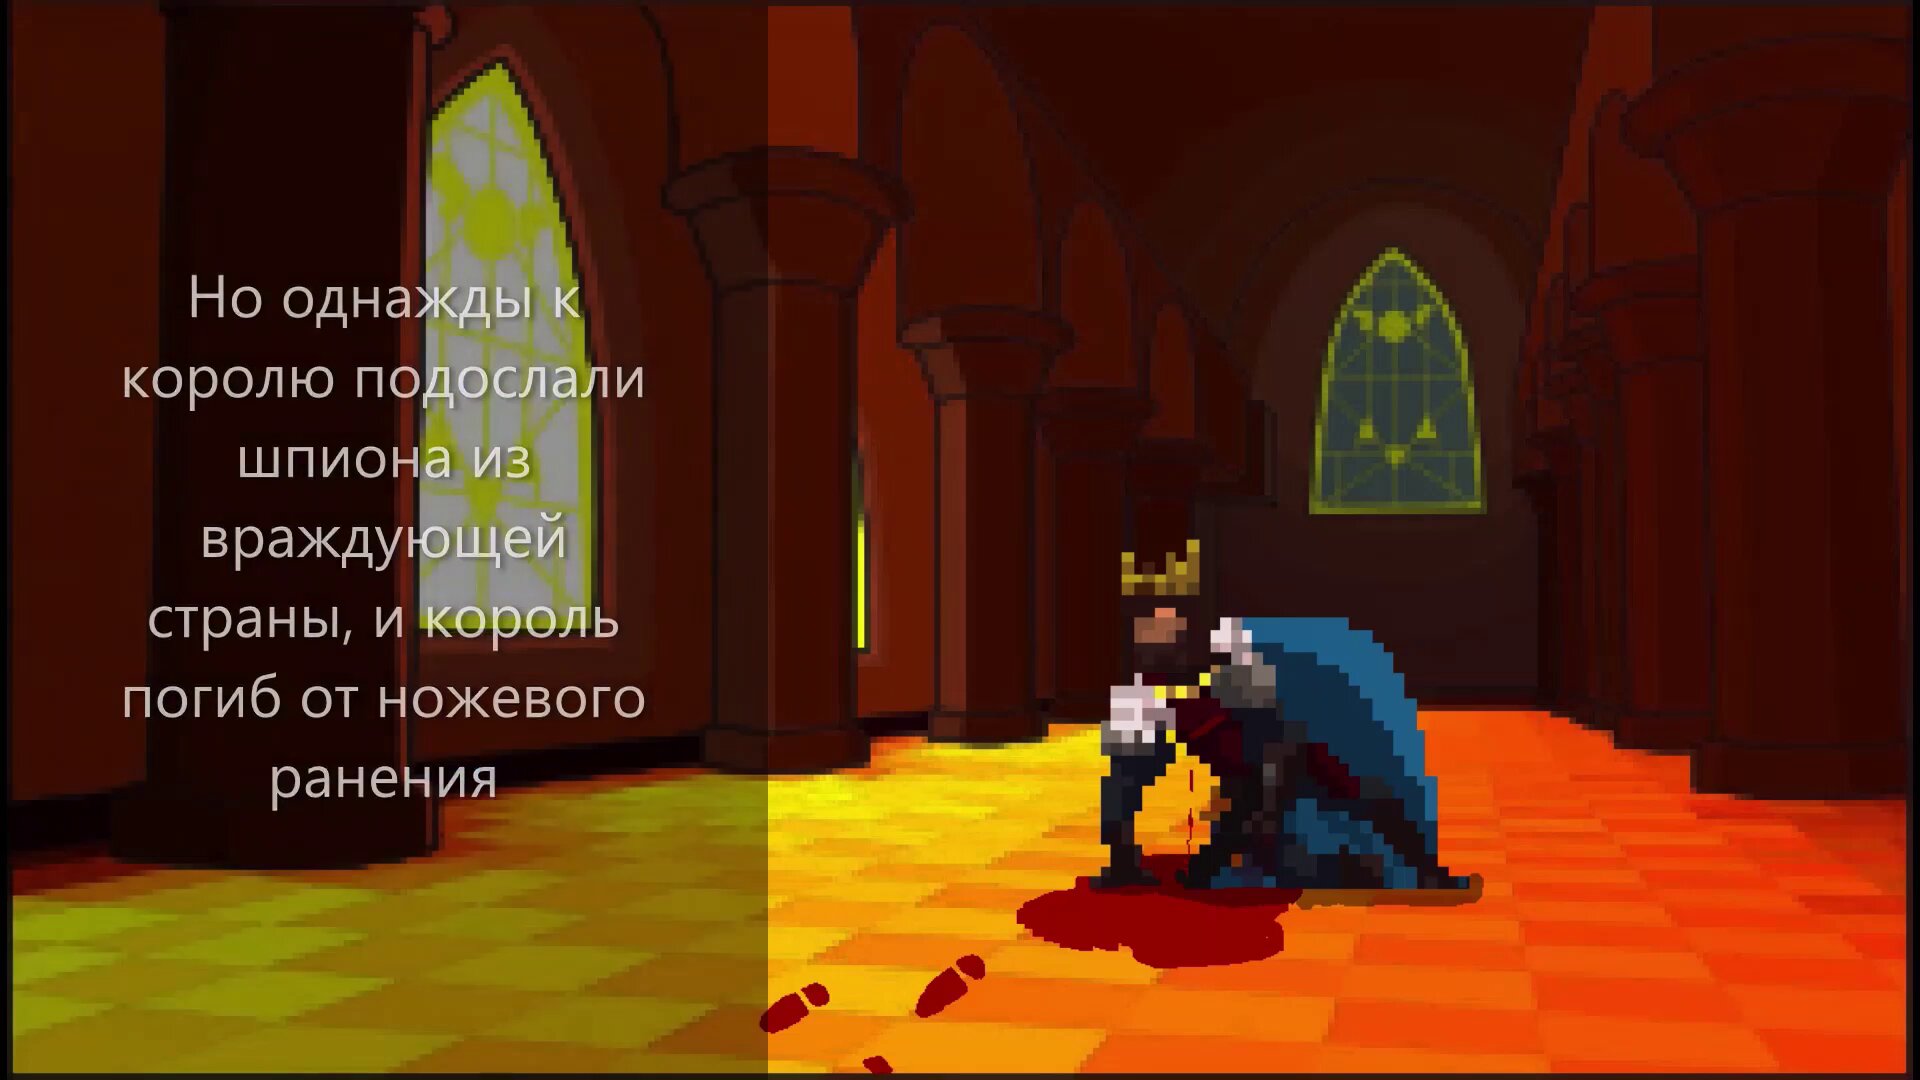 Но однажды к
королю подослали
шпиона из
враждующей
страны, и король
погиб от ножевого
ранения